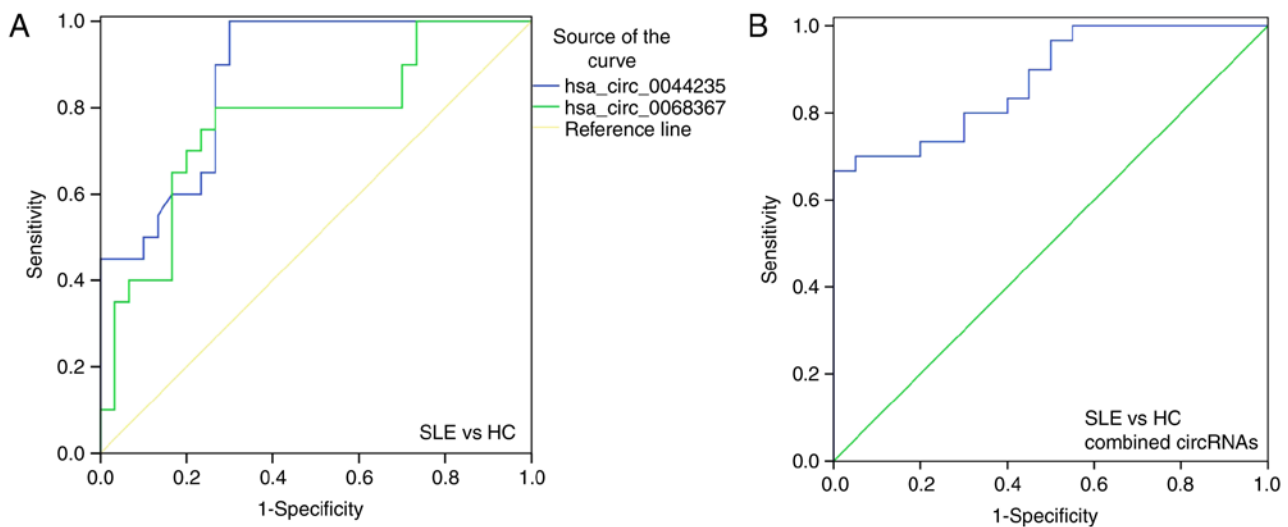 A
1.0
0.8
0.6
0.4
0.2
0.0
Sensitivity
0.0 0.2 0.4 0.6 0.8 1.0
1-Specificity
SLE vs HC
Source of the
curve
hsa_circ_0044235
hsa_circ_0068367
Reference line
B
1.0
0.8
0.6
0.4
0.2
0.0
Sensitivity
0.0 0.2 0.4 0.6 0.8 1.0
1-Specificity
SLE vs HC
combined circRNAs